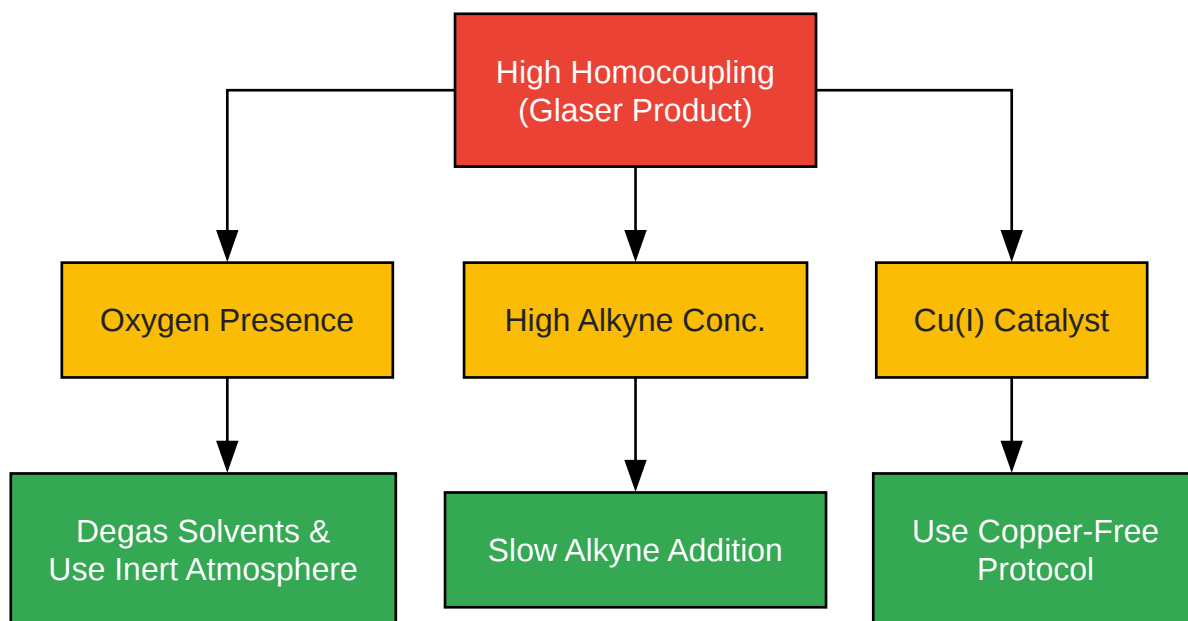 High Homocoupling
(Glaser Product)
Oxygen Presence
High Alkyne Conc.
Cu(I) Catalyst
Degas Solvents &
Use Inert Atmosphere
Slow Alkyne Addition
Use Copper-Free
Protocol